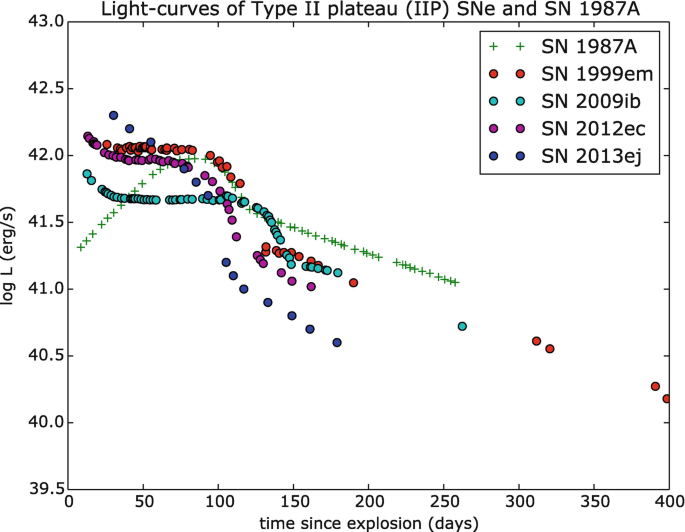 Light-curves of Type II plateau (IIP) SNe and SN 1987A
43.0
42.5
42.0
41.5
41.0
40.5
40.0
39.5
log L (erg/s)
SN 1987A
SN 1999em
SN 2009ib
SN 2012ec
SN 2013ej
0 50 100 150 200 250 300 350 400
time since explosion (days)